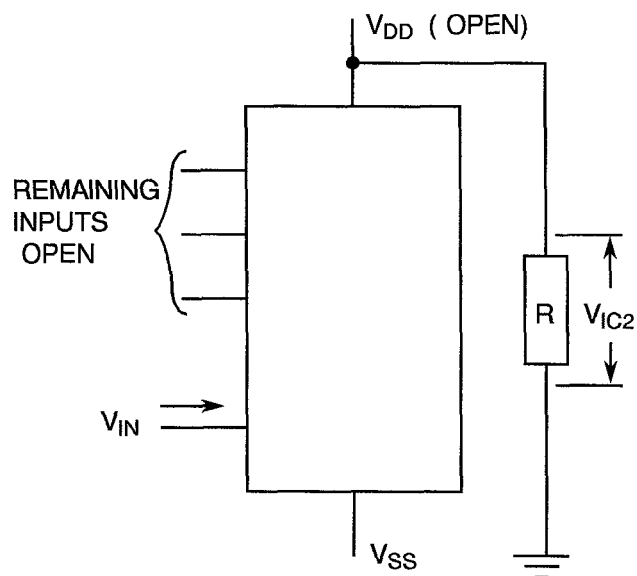 V_DD ( OPEN)
REMAINING
INPUTS
OPEN
R
V_IC2
V_IN
V_SS